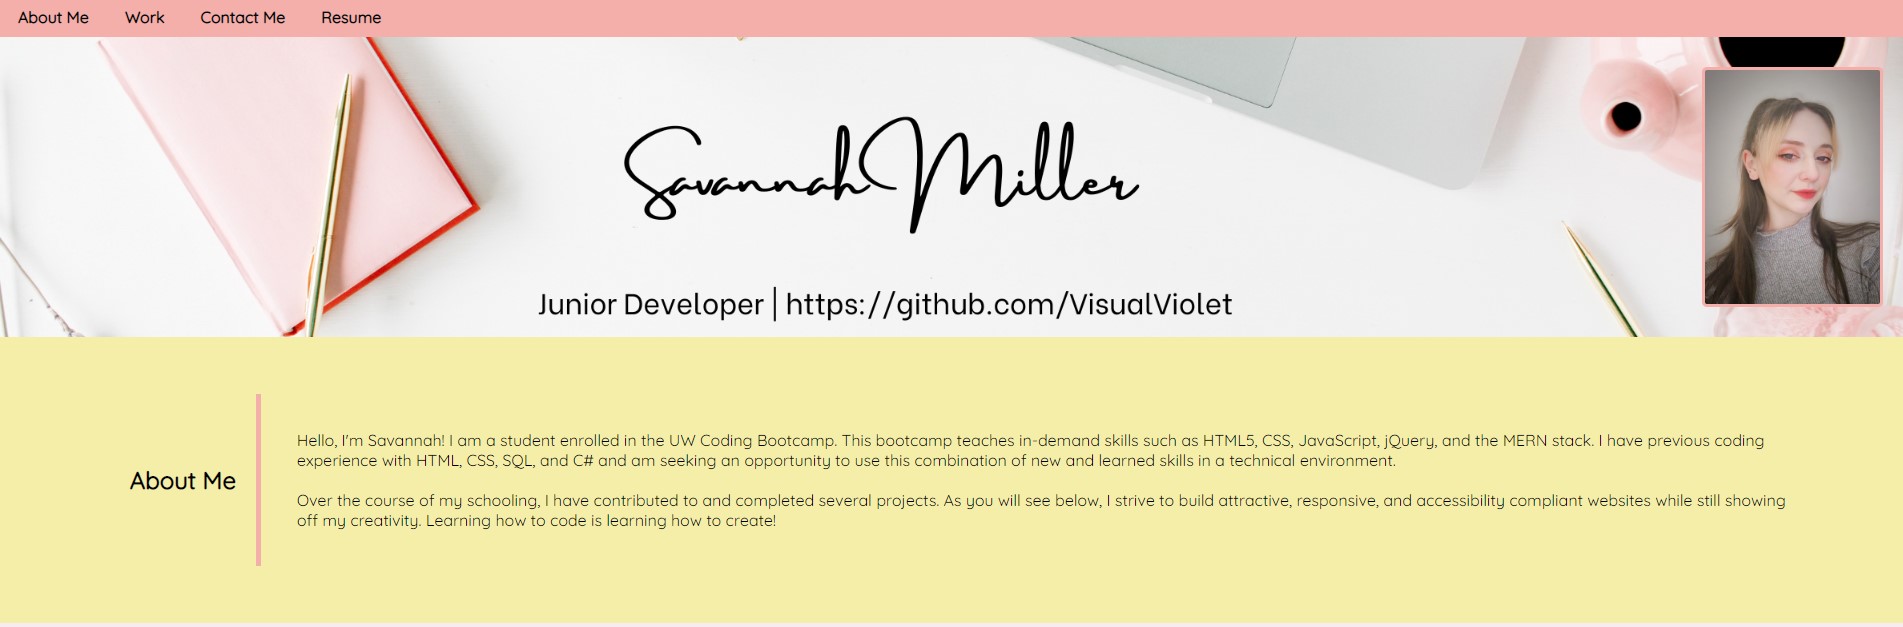 About Me Work Contact Me Resume
Savannah Miller
Junior Developer | https://github.com/VisualViolet
About Me
Hello, I'm Savannah! I am a student enrolled in the UW Coding Bootcamp. This bootcamp teaches in-demand skills such as HTML5, CSS, JavaScript, jQuery, and the MERN stack. I have previous coding
experience with HTML, CSS, SQL, and C# and am seeking an opportunity to use this combination of new and learned skills in a technical environment.
Over the course of my schooling, I have contributed to and completed several projects. As you will see below, I strive to build attractive, responsive, and accessibility compliant websites while still showing
off my creativity. Learning how to code is learning how to create!